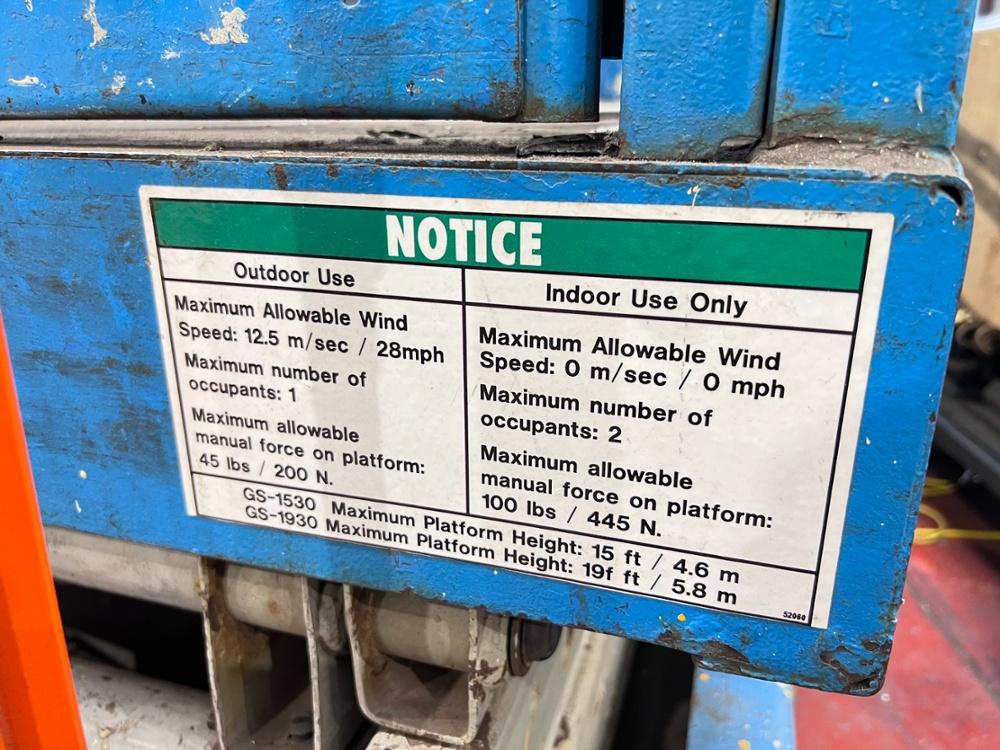 NOTICE
Outdoor Use
Maximum Allowable Wind
Speed: 12.5 m/sec / 28mph
Maximum number of
occupants: 1
Maximum allowable
manual force on platform:
45 lbs / 200 N.
Indoor Use Only
Maximum Allowable Wind
Speed: 0 m/sec / 0 mph
Maximum number of
occupants: 2
Maximum allowable
manual force on platform:
100 lbs / 445 N.
GS-1530 Maximum Platform Height: 15 ft / 4.6 m
GS-1930 Maximum Platform Height: 19f ft / 5.8 m
52060